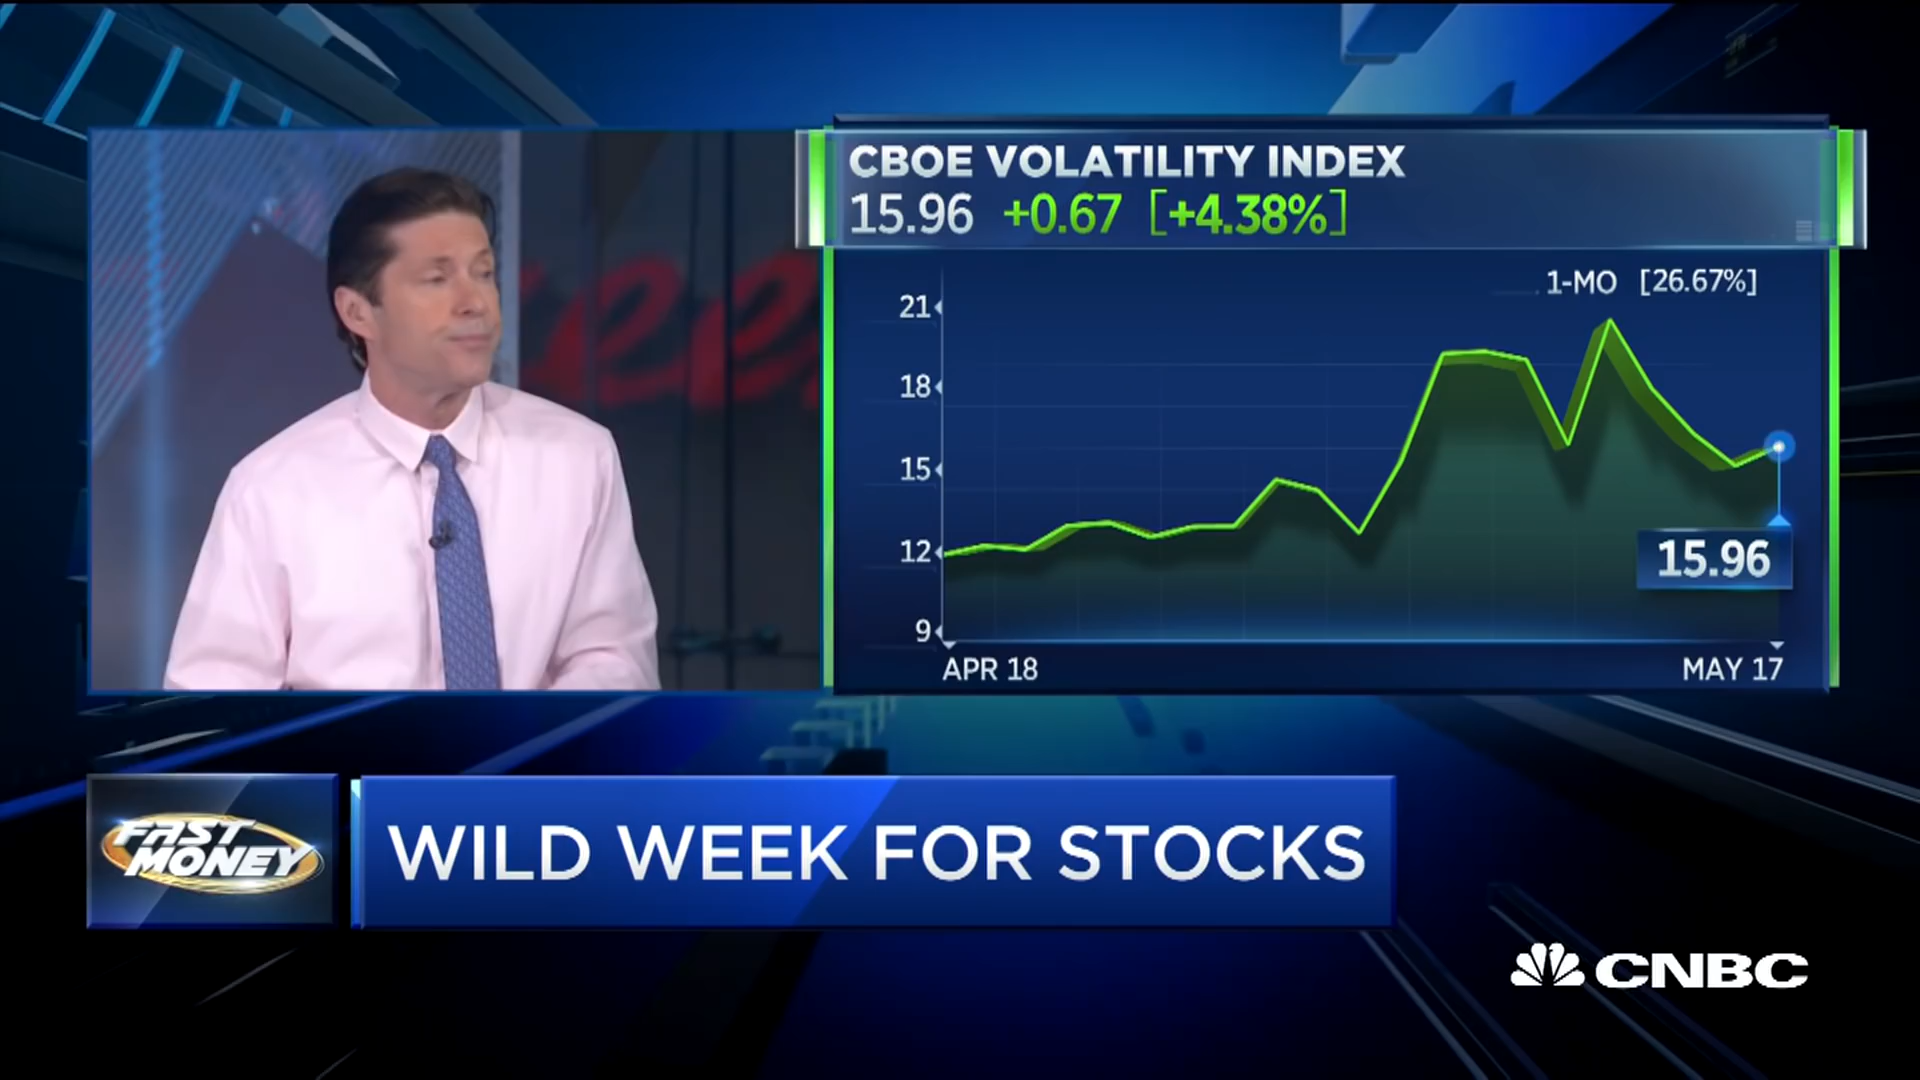 CBOE VOLATILITY INDEX
15.96 +0.67 [+4.38%]
1-MO [26.67%]
21
18
15
12
9
15.96
APR 18 MAY 17
FAST
MONEY
WILD WEEK FOR STOCKS
CNBC